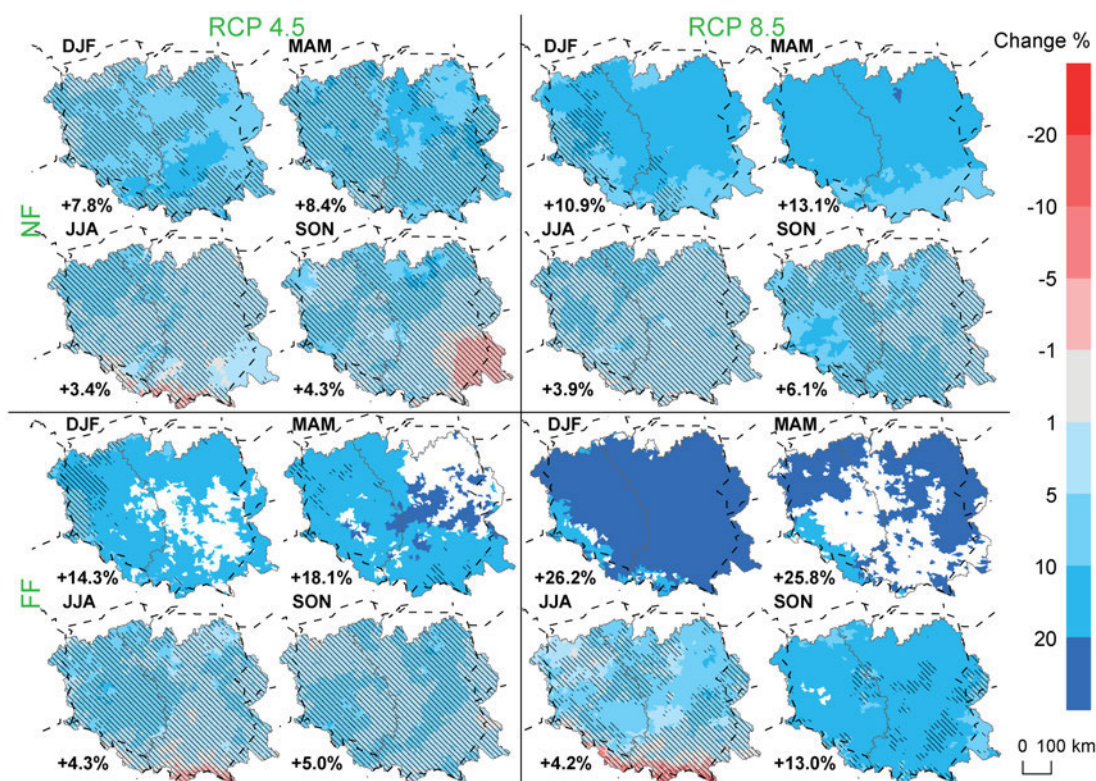 RCP 4.5
RCP 8.5
Change %
DJF
MAM
DJF
MAM
NF
+7.8%
+8.4%
+10.9%
+13.1%
JJA
SON
JJA
SON
+3.4%
+4.3%
+3.9%
+6.1%
-20
-10
-5
-1
1
5
10
20
DJF
MAM
DJF
MAM
FF
+14.3%
+18.1%
+26.2%
+25.8%
JJA
SON
JJA
SON
+4.3%
+5.0%
+4.2%
+13.0%
0 100 km